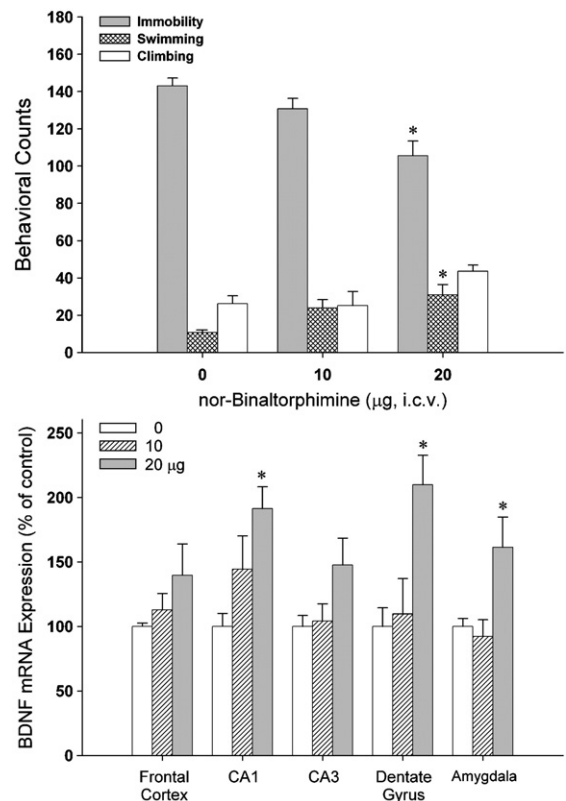 180
160
140
120
100
80
60
40
20
0
Behavioral Counts
Immobility
Swimming
Climbing
*
*
0 10 20
nor-Binaltorphimine (μg, i.c.v.)
250
200
150
100
50
0
BDNF mRNA Expression (% of control)
0
10
20 μg
*
*
*
Frontal CA1 CA3 Dentate Amygdala
Cortex Gyrus